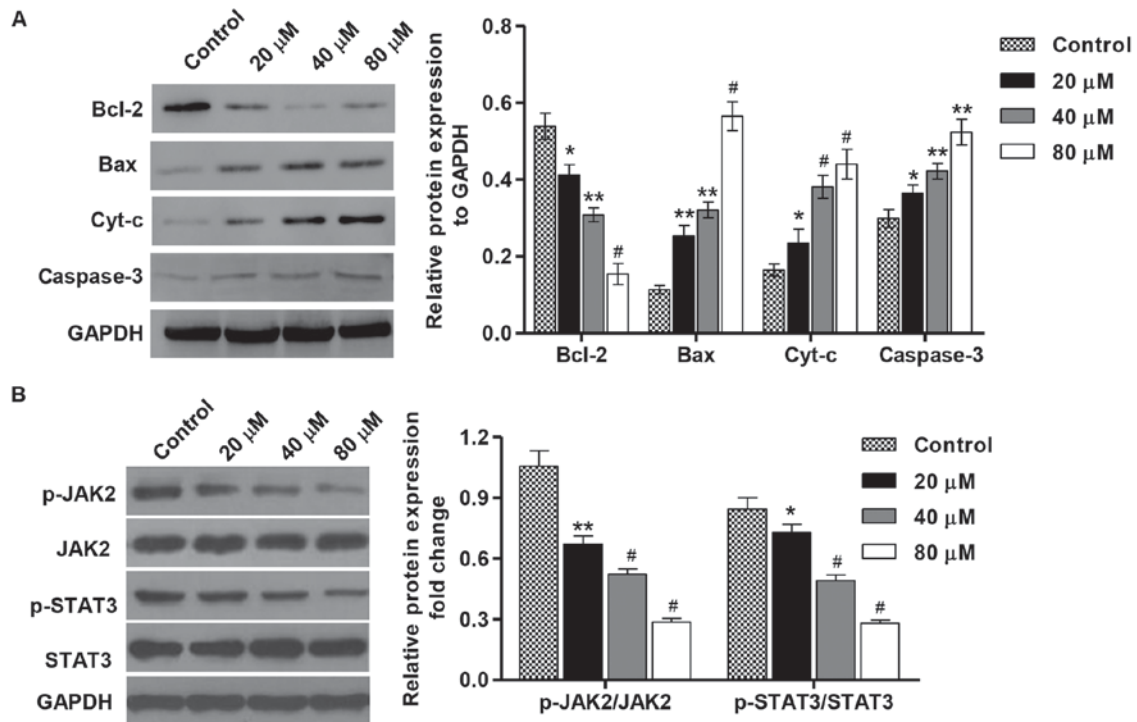 A
Control 20 μM 40 μM 80 μM
Bcl-2
Bax
Cyt-c
Caspase-3
GAPDH
Relative protein expression
to GAPDH
0.8
0.6
0.4
0.2
0.0
* ** #
** ** #
* # #
* ** **
Bcl-2 Bax Cyt-c Caspase-3
Control
20 μM
40 μM
80 μM
B
Control 20 μM 40 μM 80 μM
p-JAK2
JAK2
p-STAT3
STAT3
GAPDH
Relative protein expression
fold change
1.2
0.9
0.6
0.3
0.0
** # #
* # #
p-JAK2/JAK2 p-STAT3/STAT3
Control
20 μM
40 μM
80 μM